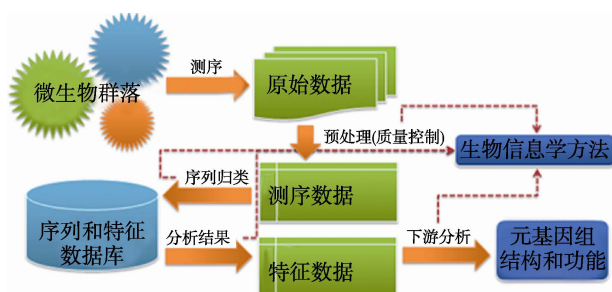 微生物群落
测序
原始数据
预处理(质量控制)
生物信息学方法
序列归类
测序数据
序列和特征
数据库
分析结果
特征数据
下游分析
元基因组
结构和功能